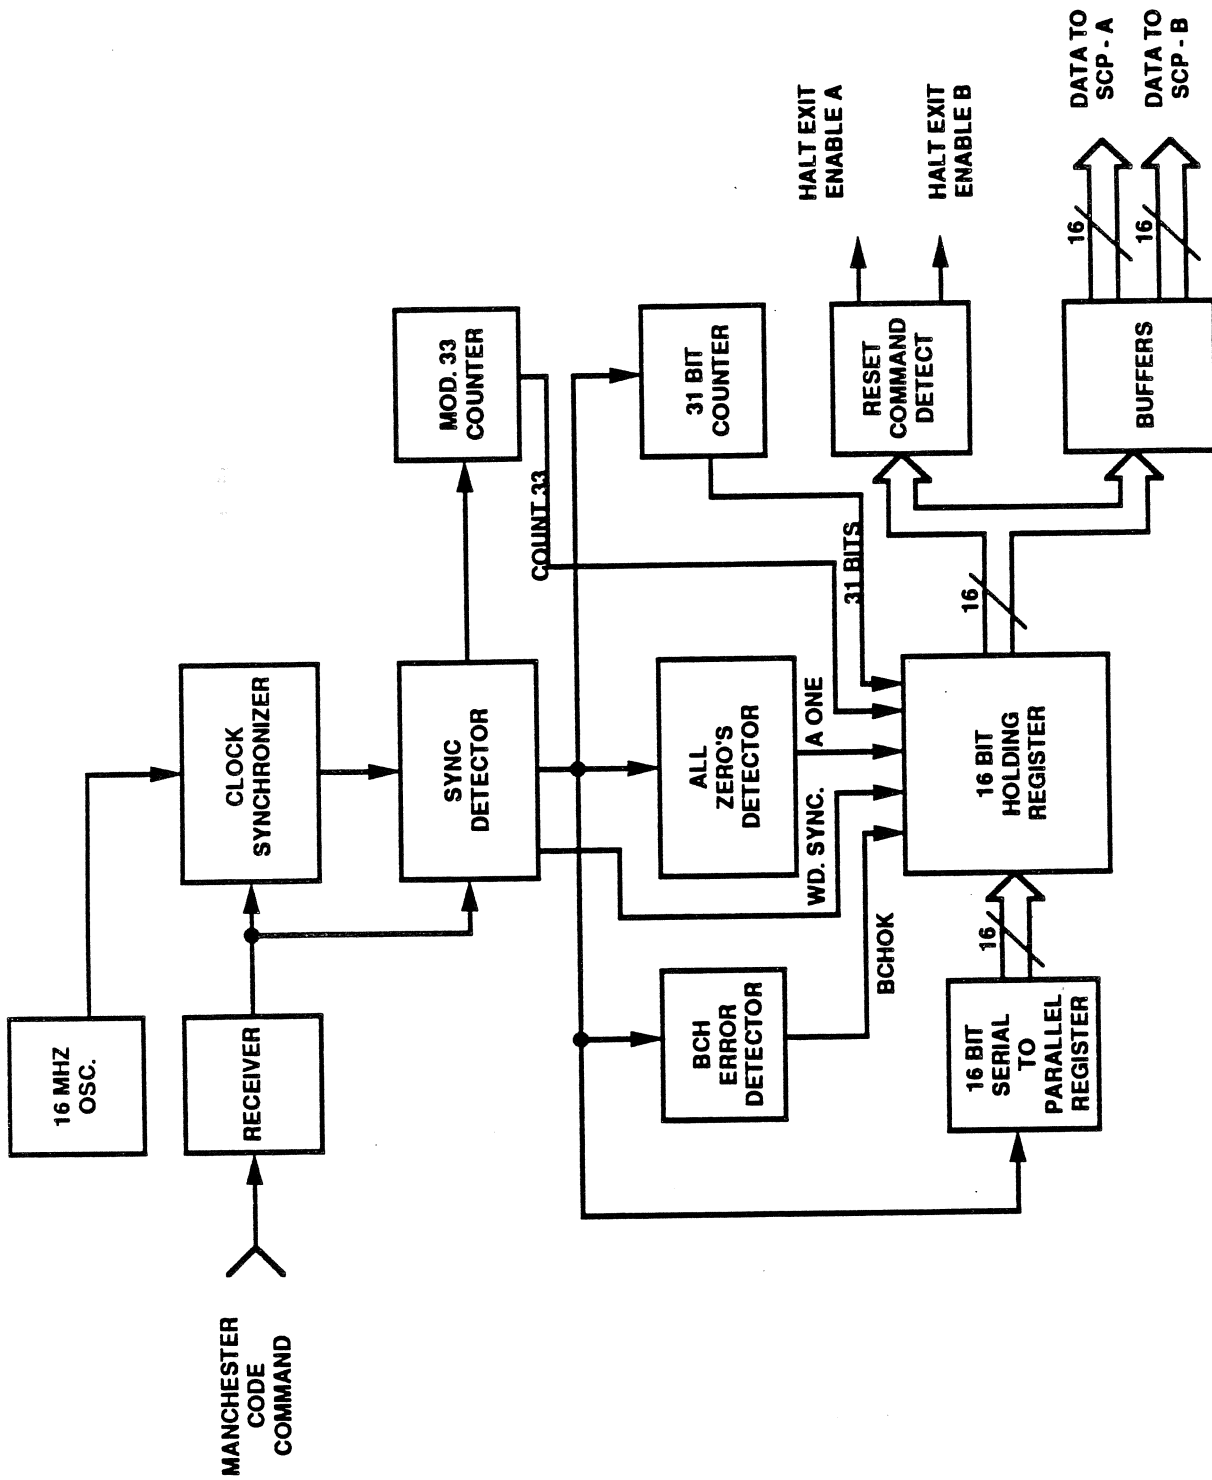 16 MHZ
OSC.
MANCHESTER
CODE
COMMAND
RECEIVER
CLOCK
SYNCHRONIZER
SYNC
DETECTOR
MOD. 33
COUNTER
COUNT 33
BCH
ERROR
DETECTOR
ALL
ZERO'S
DETECTOR
31 BIT
COUNTER
BCHOK
WD. SYNC.
A ONE
31 BITS
16 BIT
SERIAL
TO
PARALLEL
REGISTER
16
16 BIT
HOLDING
REGISTER
16
RESET
COMMAND
DETECT
HALT EXIT
ENABLE A
HALT EXIT
ENABLE B
BUFFERS
16
DATA TO
SCP - A
16
DATA TO
SCP - B